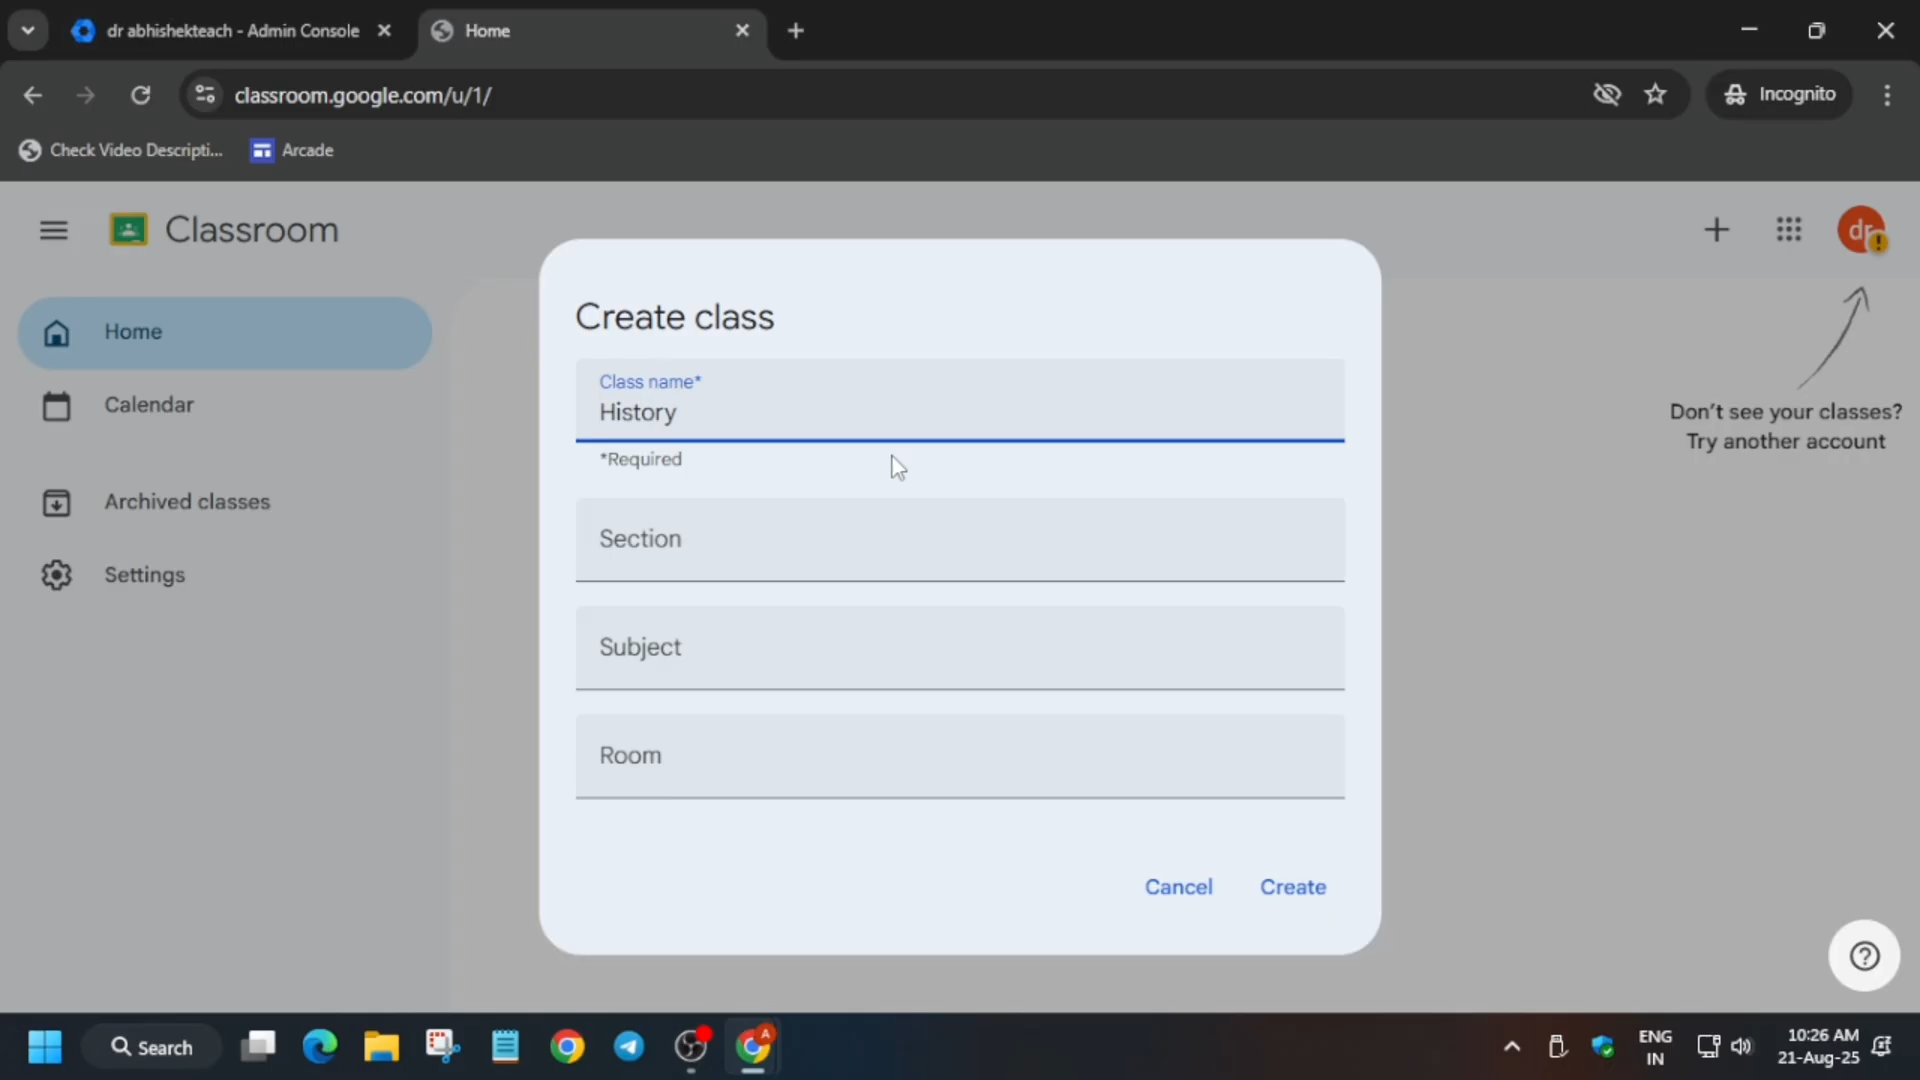 dr abhishekteach - Admin Console
Home
classroom.google.com/u/1/
Incognito
Check Video Descripti...
Arcade
Classroom
dr
Home
Calendar
Archived classes
Settings
Don't see your classes?
Try another account
Create class
Class name*
History
*Required
Section
Subject
Room
Cancel
Create
Search
A
ENG
IN
10:26 AM
21-Aug-25